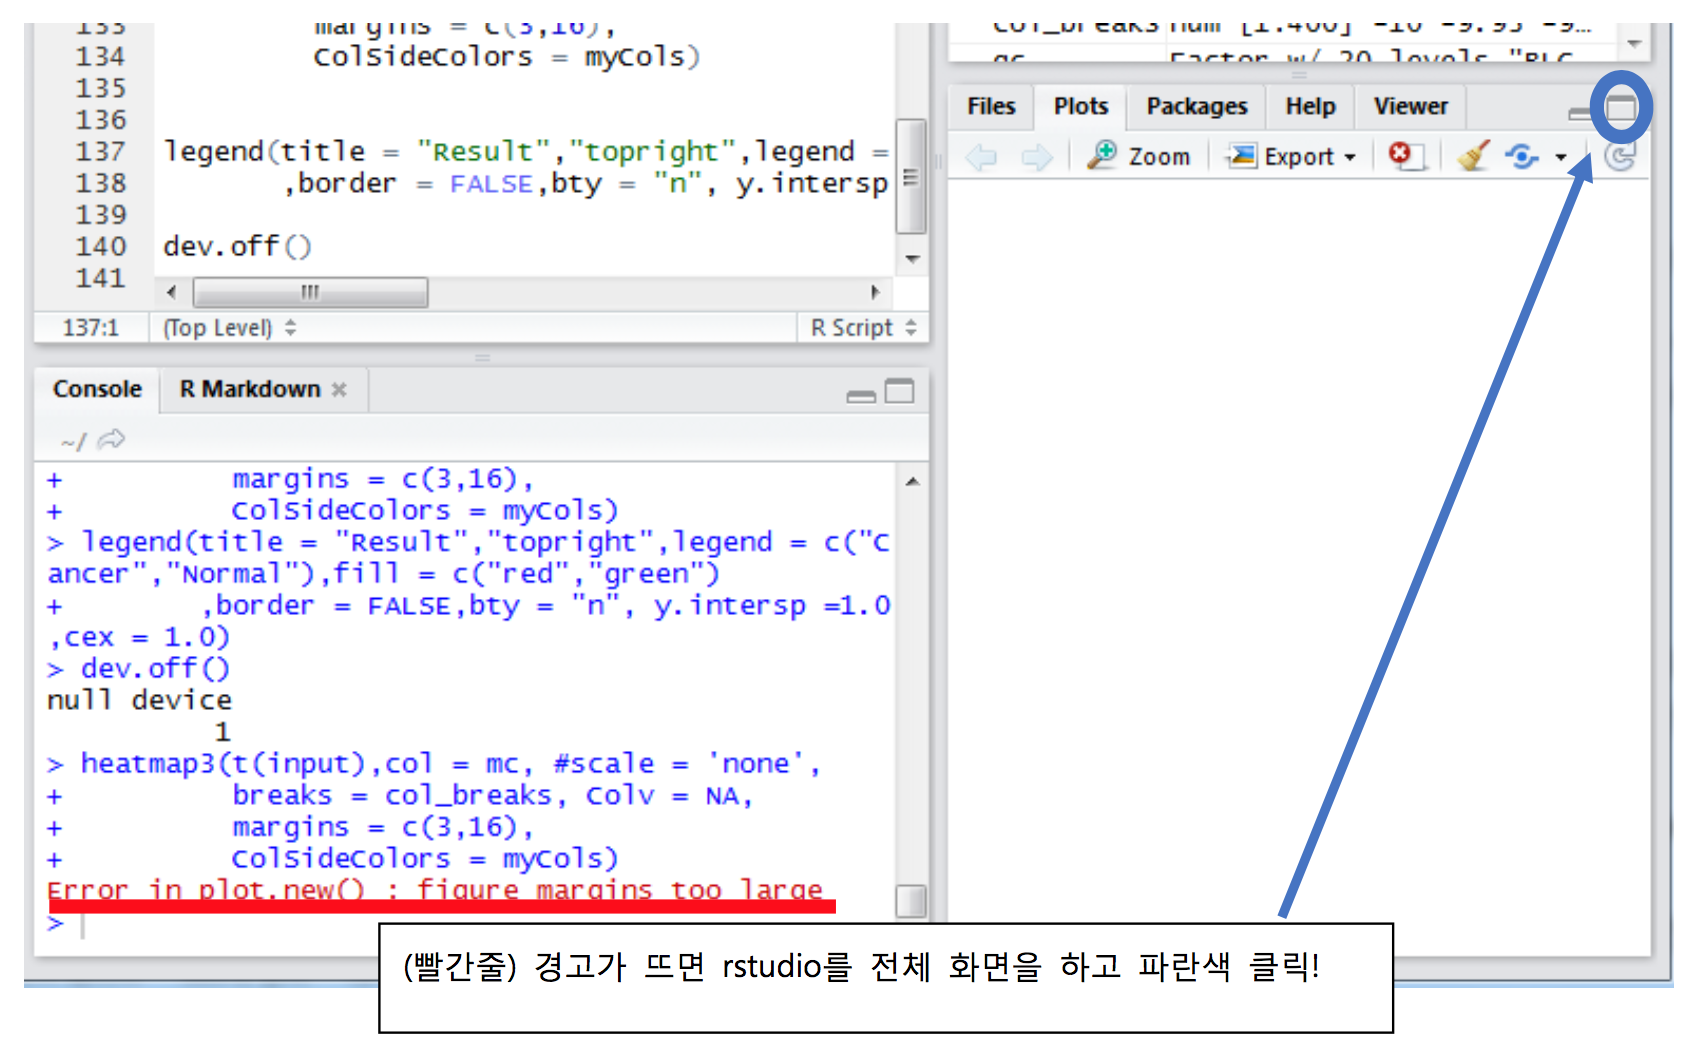 133 margins = c(3,16),
134 ColSideColors = myCols)
135
136
137 legend(title = "Result","topright",legend =
138 ,border = FALSE,bty = "n", y.intersp
139
140 dev.off()
141
137:1 (Top Level) R Script
Console R Markdown
~/
+ margins = c(3,16),
+ ColSideColors = myCols)
> legend(title = "Result","topright",legend = c("C
ancer","Normal"),fill = c("red","green")
+ ,border = FALSE,bty = "n", y.intersp =1.0
,cex = 1.0)
> dev.off()
null device
1
> heatmap3(t(input),col = mc, #scale = 'none',
+ breaks = col_breaks, Colv = NA,
+ margins = c(3,16),
+ ColSideColors = myCols)
Error in plot.new() : figure margins too large
>
col_breaks num [1:400] -10 -9.95 -9…
gc Factor w/ 20 levels "BLC
Files Plots Packages Help Viewer
Zoom Export
(빨간줄) 경고가 뜨면 rstudio를 전체 화면을 하고 파란색 클릭!